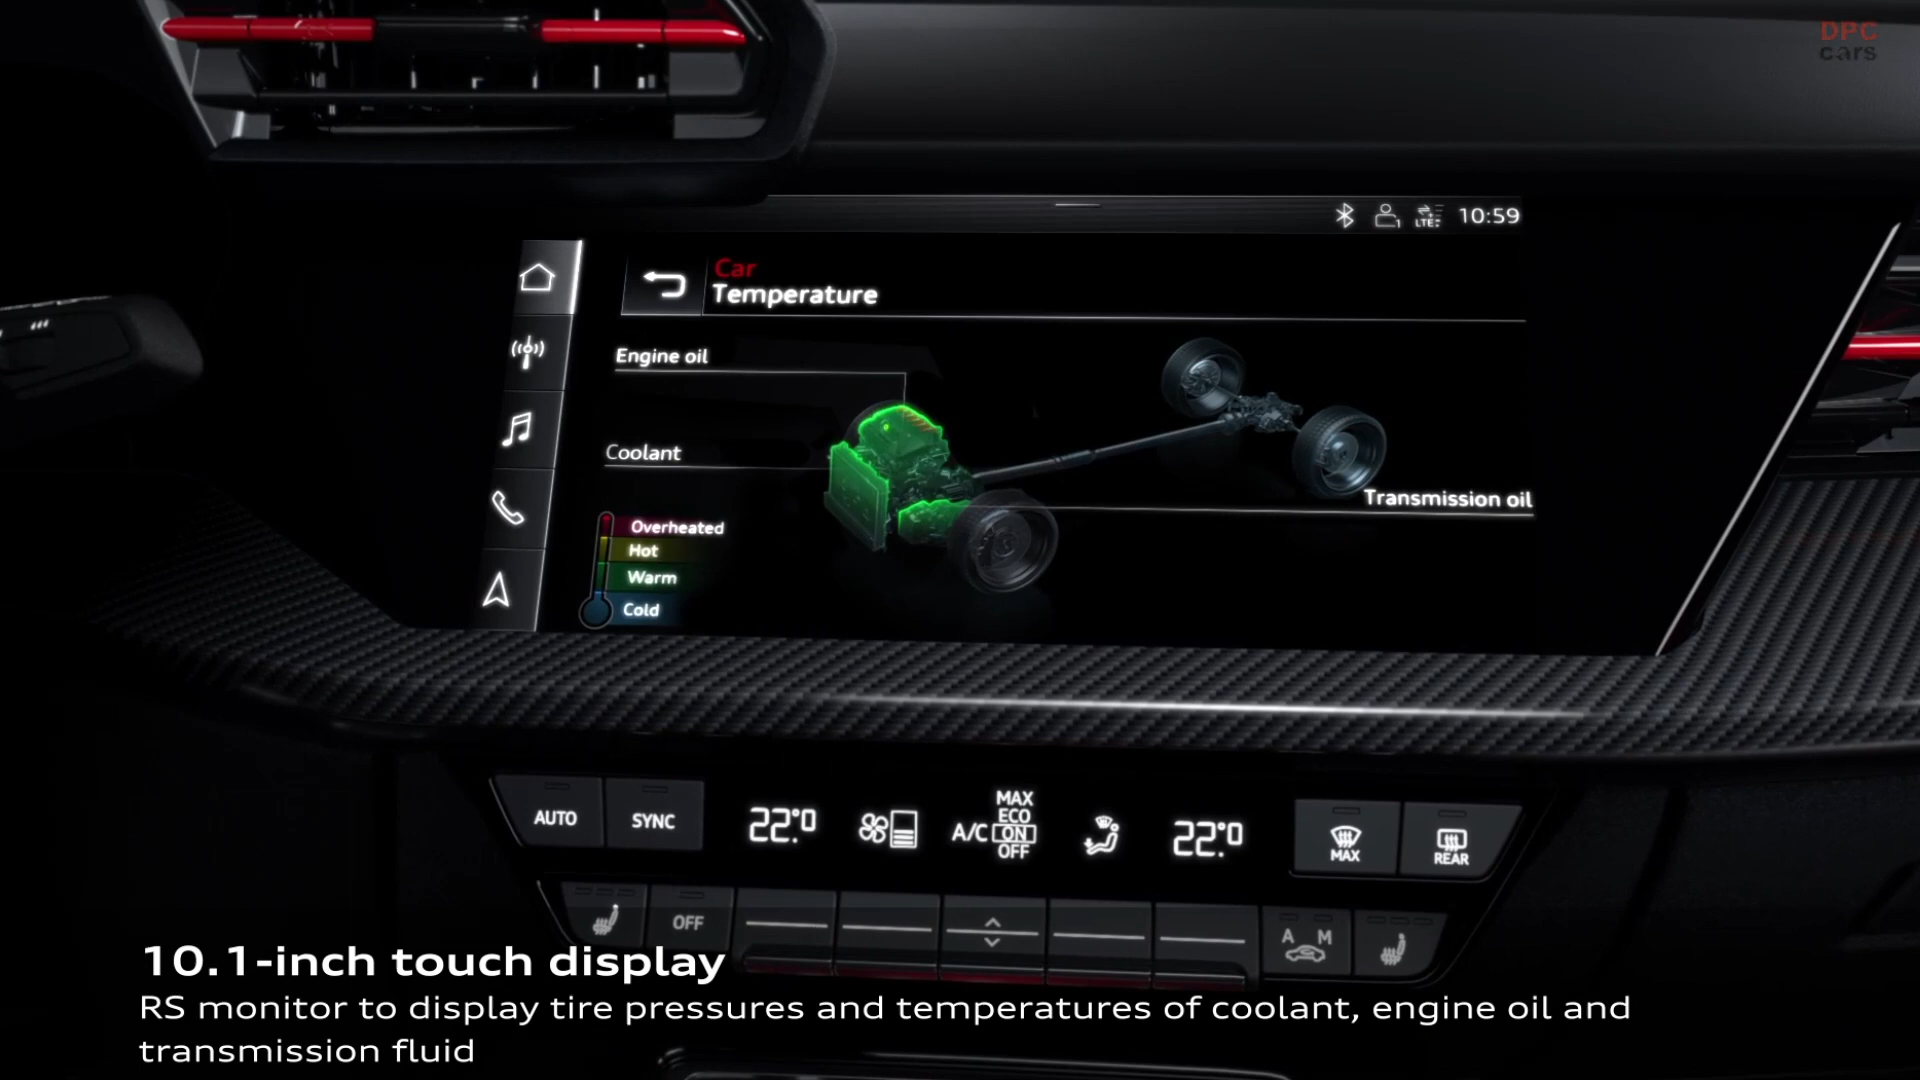 DPC
cars
LTE
10:59
Car
Temperature
Engine oil
Coolant
Transmission oil
Overheated
Hot
Warm
Cold
AUTO
SYNC
22.0
A/C
MAX
ECO
ON
OFF
22.0
MAX
REAR
OFF
A M
10.1-inch touch display
RS monitor to display tire pressures and temperatures of coolant, engine oil and
transmission fluid